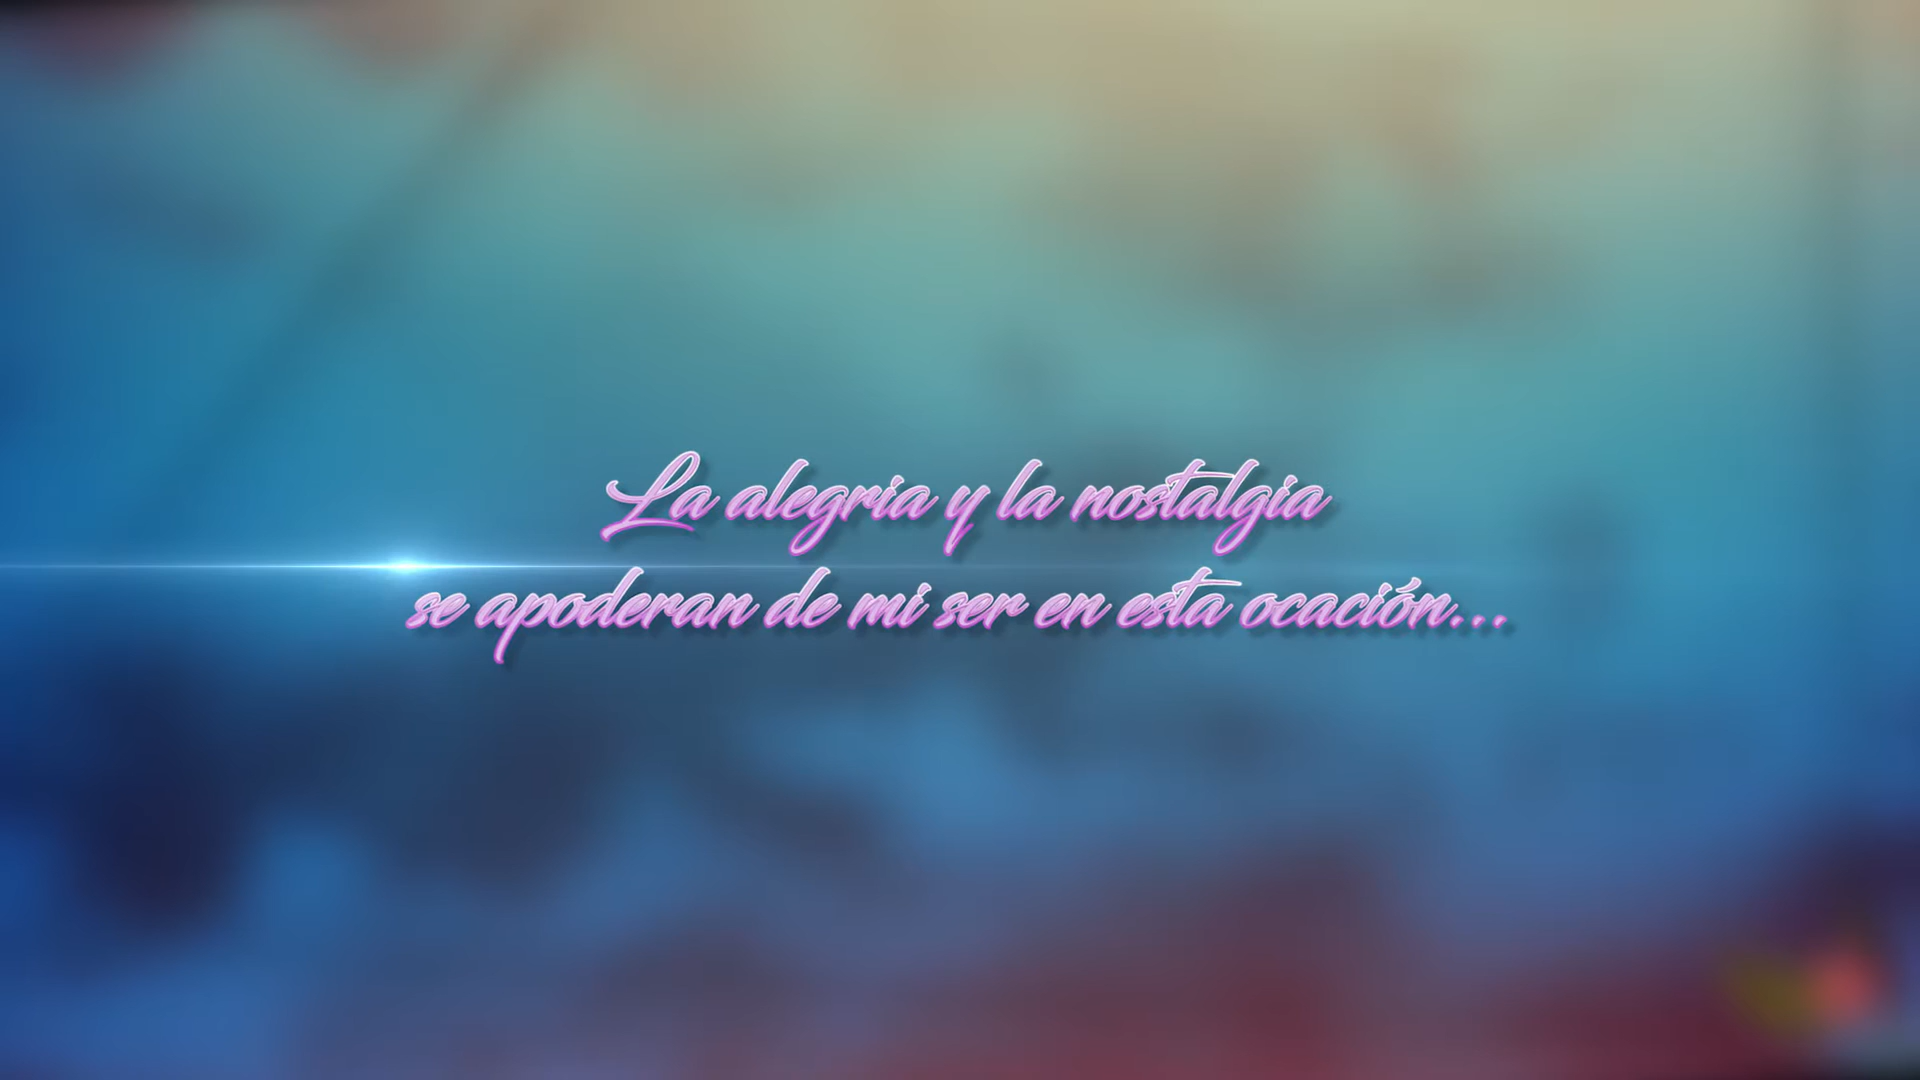 La alegria y la nostalgia
se apoderan de mi ser en esta ocación...